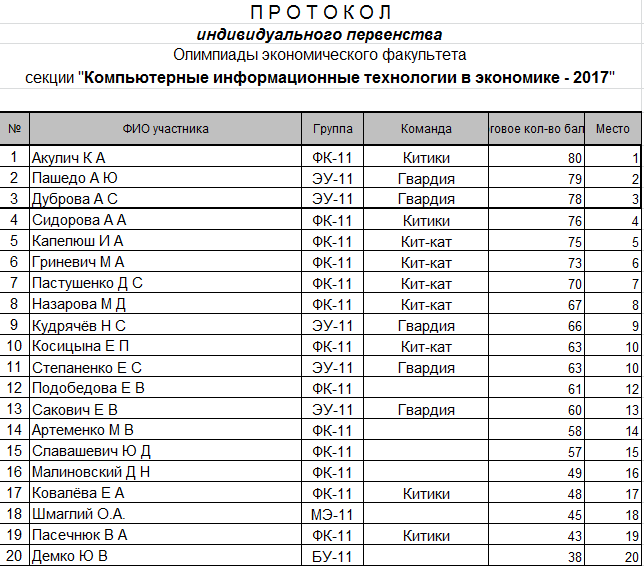 П Р О Т О К О Л
индивидуального первенства
Олимпиады экономического факультета
секции "Компьютерные информационные технологии в экономике - 2017"
№ ФИО участника Группа Команда кол-во Место
1 Акулич К А ФК-11 Китики 80 1
2 Пашедо А Ю ЭУ-11 Гвардия 79 2
3 Дуброва А С ЭУ-11 Гвардия 78 3
4 Сидорова А А ФК-11 Китики 76 4
5 Капелюш И А ФК-11 Кит-кат 75 5
6 Гриневич М А ФК-11 Кит-кат 73 6
7 Пастушенко Д С ФК-11 Кит-кат 70 7
8 Назарова М Д ФК-11 Кит-кат 67 8
9 Кудрячёв Н С ЭУ-11 Гвардия 66 9
10 Косицына Е П ФК-11 Кит-кат 63 10
11 Степаненко Е С ЭУ-11 Гвардия 63 10
12 Подобедова Е В ФК-11 61 12
13 Сакович Е В ЭУ-11 Гвардия 60 13
14 Артеменко М В ФК-11 58 14
15 Славашевич Ю Д ФК-11 57 15
16 Малиновский Д Н ФК-11 49 16
17 Ковалёва Е А ФК-11 Китики 48 17
18 Шмаглий О.А. МЭ-11 45 18
19 Пасечнюк В А ФК-11 Китики 43 19
20 Демко Ю В БУ-11 38 20